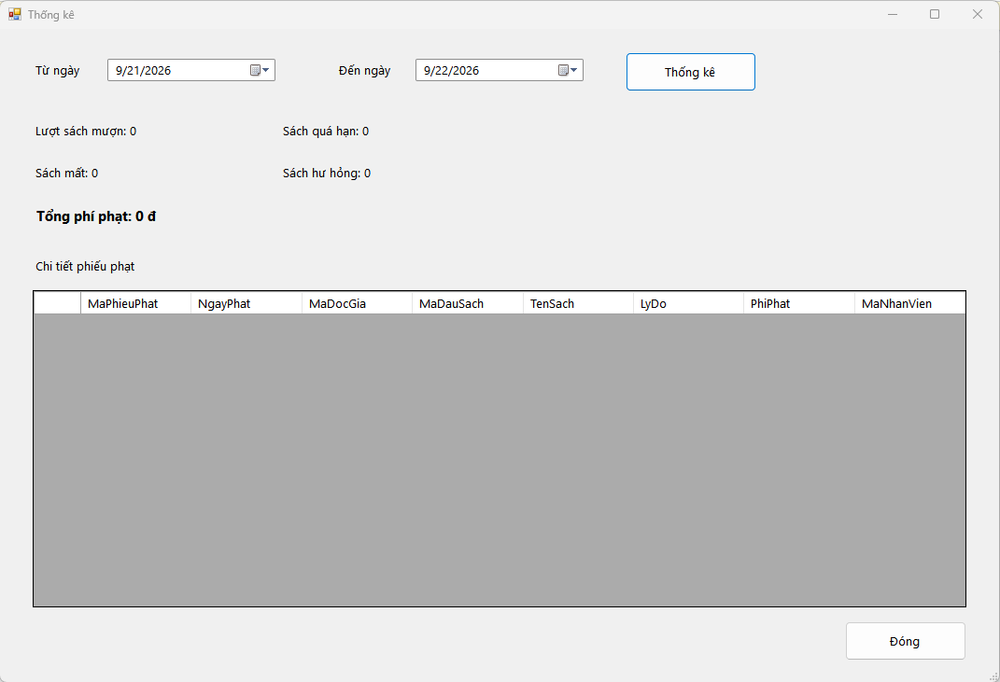 Thống kê
Từ ngày 9/21/2026 Đến ngày 9/22/2026 Thống kê
Lượt sách mượn: 0 Sách quá hạn: 0
Sách mất: 0 Sách hư hỏng: 0
Tổng phí phạt: 0 đ
Chi tiết phiếu phạt
MaPhieuPhat NgayPhat MaDocGia MaDauSach TenSach LyDo PhiPhat MaNhanVien
Đóng